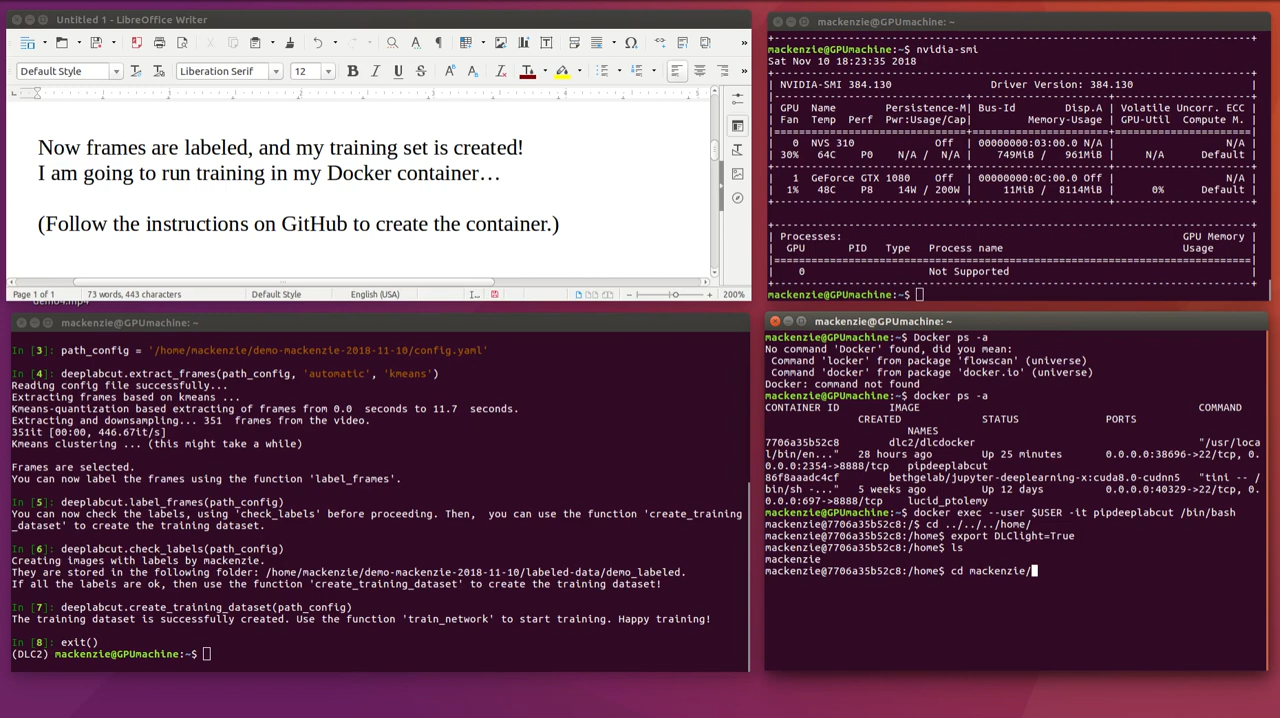 Untitled 1 - LibreOffice Writer
Default Style
Liberation Serif
12
Now frames are labeled, and my training set is created!
I am going to run training in my Docker container…
(Follow the instructions on GitHub to create the container.)
Page 1 of 1
73 words, 443 characters
Default Style
English (USA)
200%
demo4.mp4
mackenzie@GPUmachine: ~
mackenzie@GPUmachine:~$ nvidia-smi
Sat Nov 10 18:23:35 2018
NVIDIA-SMI 384.130 Driver Version: 384.130
GPU Name Persistence-M| Bus-Id Disp.A | Volatile Uncorr. ECC
Fan Temp Perf Pwr:Usage/Cap| Memory-Usage | GPU-Util Compute M.
0 NVS 310 Off | 00000000:03:00.0 N/A | N/A
30% 64C P0 N/A / N/A | 749MiB / 961MiB | N/A Default
1 GeForce GTX 1080 Off | 00000000:0C:00.0 Off | N/A
1% 48C P8 14W / 200W | 11MiB / 8114MiB | 0% Default
Processes: GPU Memory
GPU PID Type Process name Usage
0 Not Supported
mackenzie@GPUmachine:~$
mackenzie@GPUmachine: ~
In [3]: path_config = '/home/mackenzie/demo-mackenzie-2018-11-10/config.yaml'
In [4]: deeplabcut.extract_frames(path_config, 'automatic', 'kmeans')
Reading config file successfully...
Extracting frames based on kmeans ...
Kmeans-quantization based extracting of frames from 0.0 seconds to 11.7 seconds.
Extracting and downsampling... 351 frames from the video.
351it [00:00, 446.67it/s]
Kmeans clustering ... (this might take a while)
Frames are selected.
You can now label the frames using the function 'label_frames'.
In [5]: deeplabcut.label_frames(path_config)
You can now check the labels, using 'check_labels' before proceeding. Then, you can use the function 'create_training
_dataset' to create the training dataset.
In [6]: deeplabcut.check_labels(path_config)
Creating images with labels by mackenzie.
They are stored in the following folder: /home/mackenzie/demo-mackenzie-2018-11-10/labeled-data/demo_labeled.
If all the labels are ok, then use the function 'create_training_dataset' to create the training dataset!
In [7]: deeplabcut.create_training_dataset(path_config)
The training dataset is successfully created. Use the function 'train_network' to start training. Happy training!
In [8]: exit()
(DLC2) mackenzie@GPUmachine:~$
mackenzie@GPUmachine: ~
mackenzie@GPUmachine:~$ Docker ps -a
No command 'Docker' found, did you mean:
Command 'locker' from package 'flowscan' (universe)
Command 'docker' from package 'docker.io' (universe)
Docker: command not found
mackenzie@GPUmachine:~$ docker ps -a
CONTAINER ID IMAGE COMMAND
CREATED STATUS PORTS
NAMES
7706a35b52c8 dlc2/dlcdocker "/usr/loca
l/bin/en..." 28 hours ago Up 25 minutes 0.0.0.0:38696->22/tcp, 0.
0.0.0:2354->8888/tcp pipdeeplabcut
86f8aaadc4cf bethgelab/jupyter-deeplearning-x:cuda8.0-cudnn5 "tini -- /
bin/sh -..." 5 weeks ago Up 12 days 0.0.0.0:40329->22/tcp, 0.
0.0.0:697->8888/tcp lucid_ptolemy
mackenzie@GPUmachine:~$ docker exec --user $USER -it pipdeeplabcut /bin/bash
mackenzie@7706a35b52c8:/$ cd ../../../home/
mackenzie@7706a35b52c8:/home$ export DLClight=True
mackenzie@7706a35b52c8:/home$ ls
mackenzie
mackenzie@7706a35b52c8:/home$ cd mackenzie/